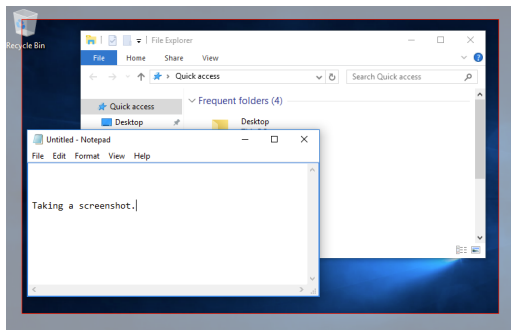 Recycle Bin
File Explorer
File Home Share View
Quick access
Search Quick access
Quick access
Frequent folders (4)
Desktop
Desktop
Untitled - Notepad
File Edit Format View Help
Taking a screenshot.